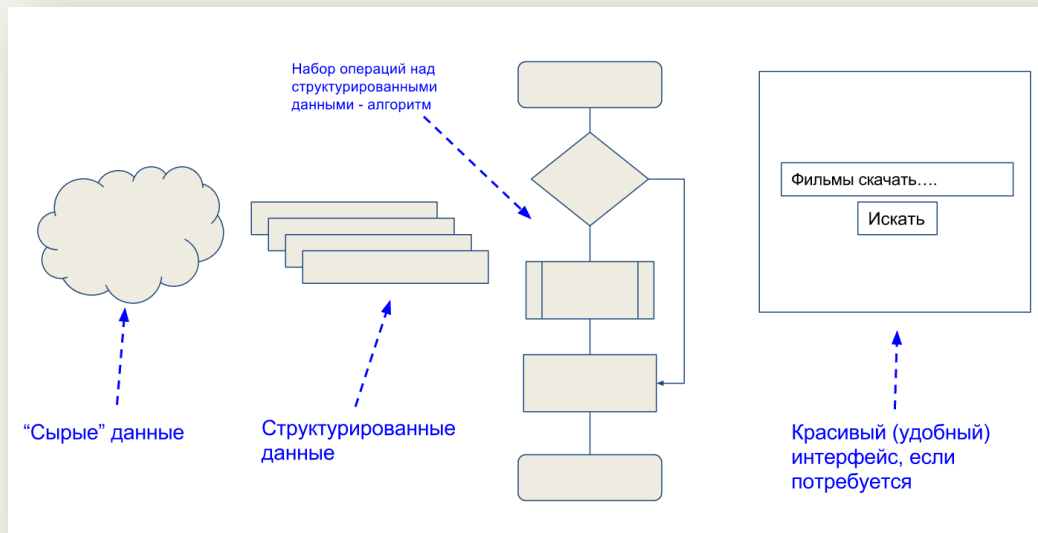 Набор операций над
структурированными
данными - алгоритм
Фильмы скачать….
Искать
“Сырые” данные
Структурированные
данные
Красивый (удобный)
интерфейс, если
потребуется